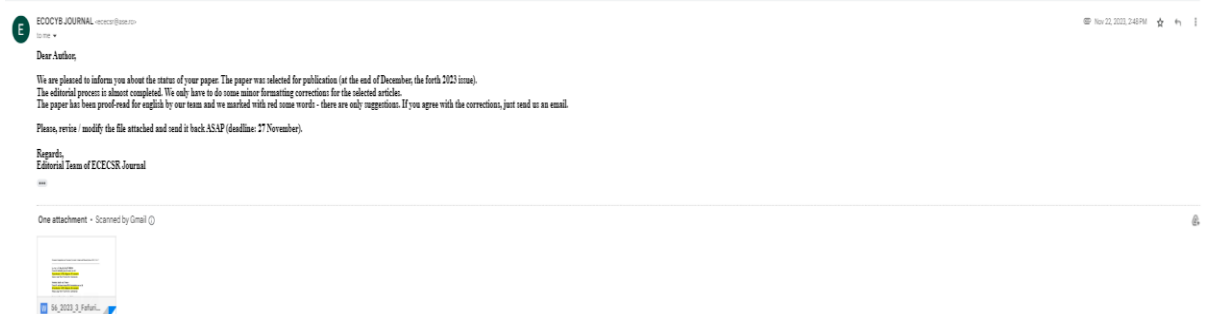 E
ECOCYB JOURNAL <ececsr@ase.ro>
Nov 22, 2023, 2:48 PM
to me
Dear Author,
We are pleased to inform you about the status of your paper. The paper was selected for publication (at the end of December, the forth 2023 issue).
The editorial process is almost completed. We only have to do some minor formatting corrections for the selected articles.
The paper has been proof-read for english by our team and we marked with red some words - there are only suggestions. If you agree with the corrections, just send us an email.
Please, revise / modify the file attached and send it back ASAP (deadline: 27 November).
Regards,
Editorial Team of ECECSR Journal
One attachment • Scanned by Gmail